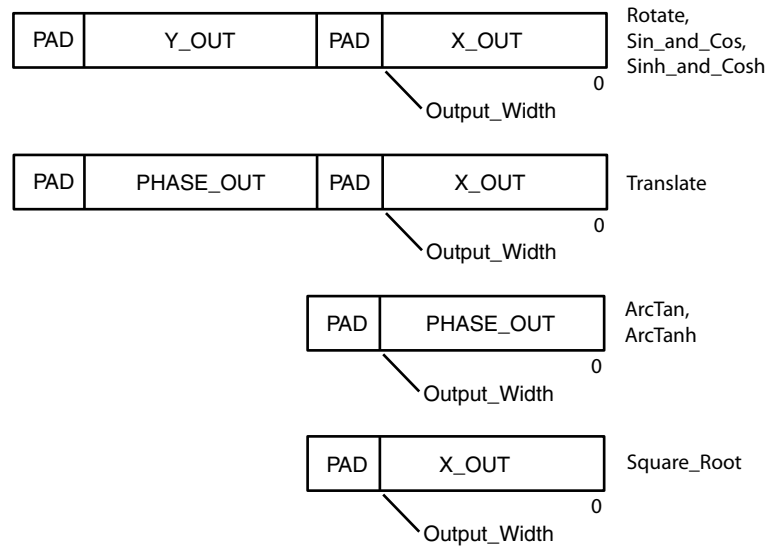 Rotate,
PAD Y_OUT PAD X_OUT Sin_and_Cos,
Sinh_and_Cosh
0
Output_Width
PAD PHASE_OUT PAD X_OUT Translate
0
Output_Width
ArcTan,
PAD PHASE_OUT ArcTanh
0
Output_Width
PAD X_OUT Square_Root
0
Output_Width